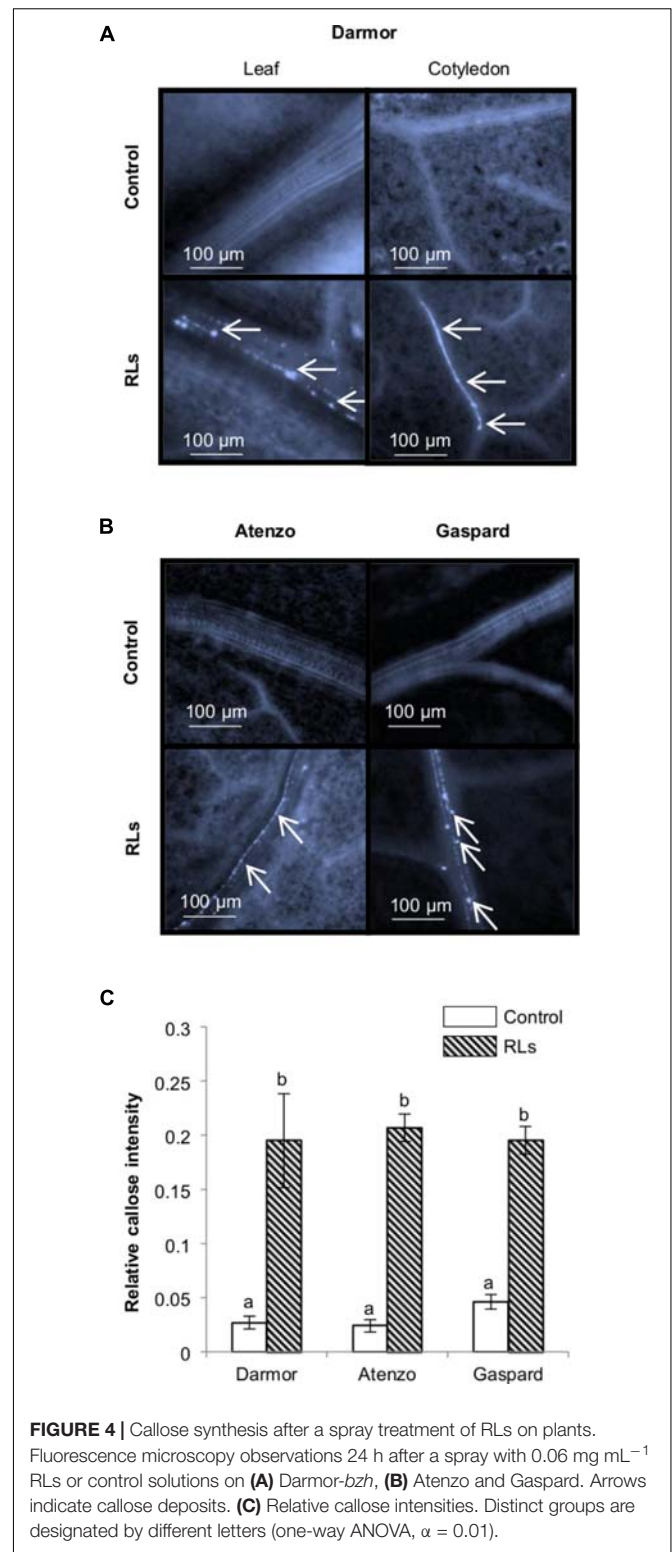 A
Darmor
Leaf Cotyledon
Control
100 µm 100 µm
RLs
100 µm 100 µm
B
Atenzo Gaspard
Control
100 µm 100 µm
RLs
100 µm 100 µm
C
Control
RLs
Relative callose intensity
0.3
0.25
0.2
0.15
0.1
0.05
0
a b a b a b
Darmor Atenzo Gaspard
FIGURE 4 | Callose synthesis after a spray treatment of RLs on plants.
Fluorescence microscopy observations 24 h after a spray with 0.06 mg mL−1
RLs or control solutions on (A) Darmor-bzh, (B) Atenzo and Gaspard. Arrows
indicate callose deposits. (C) Relative callose intensities. Distinct groups are
designated by different letters (one-way ANOVA, α = 0.01).